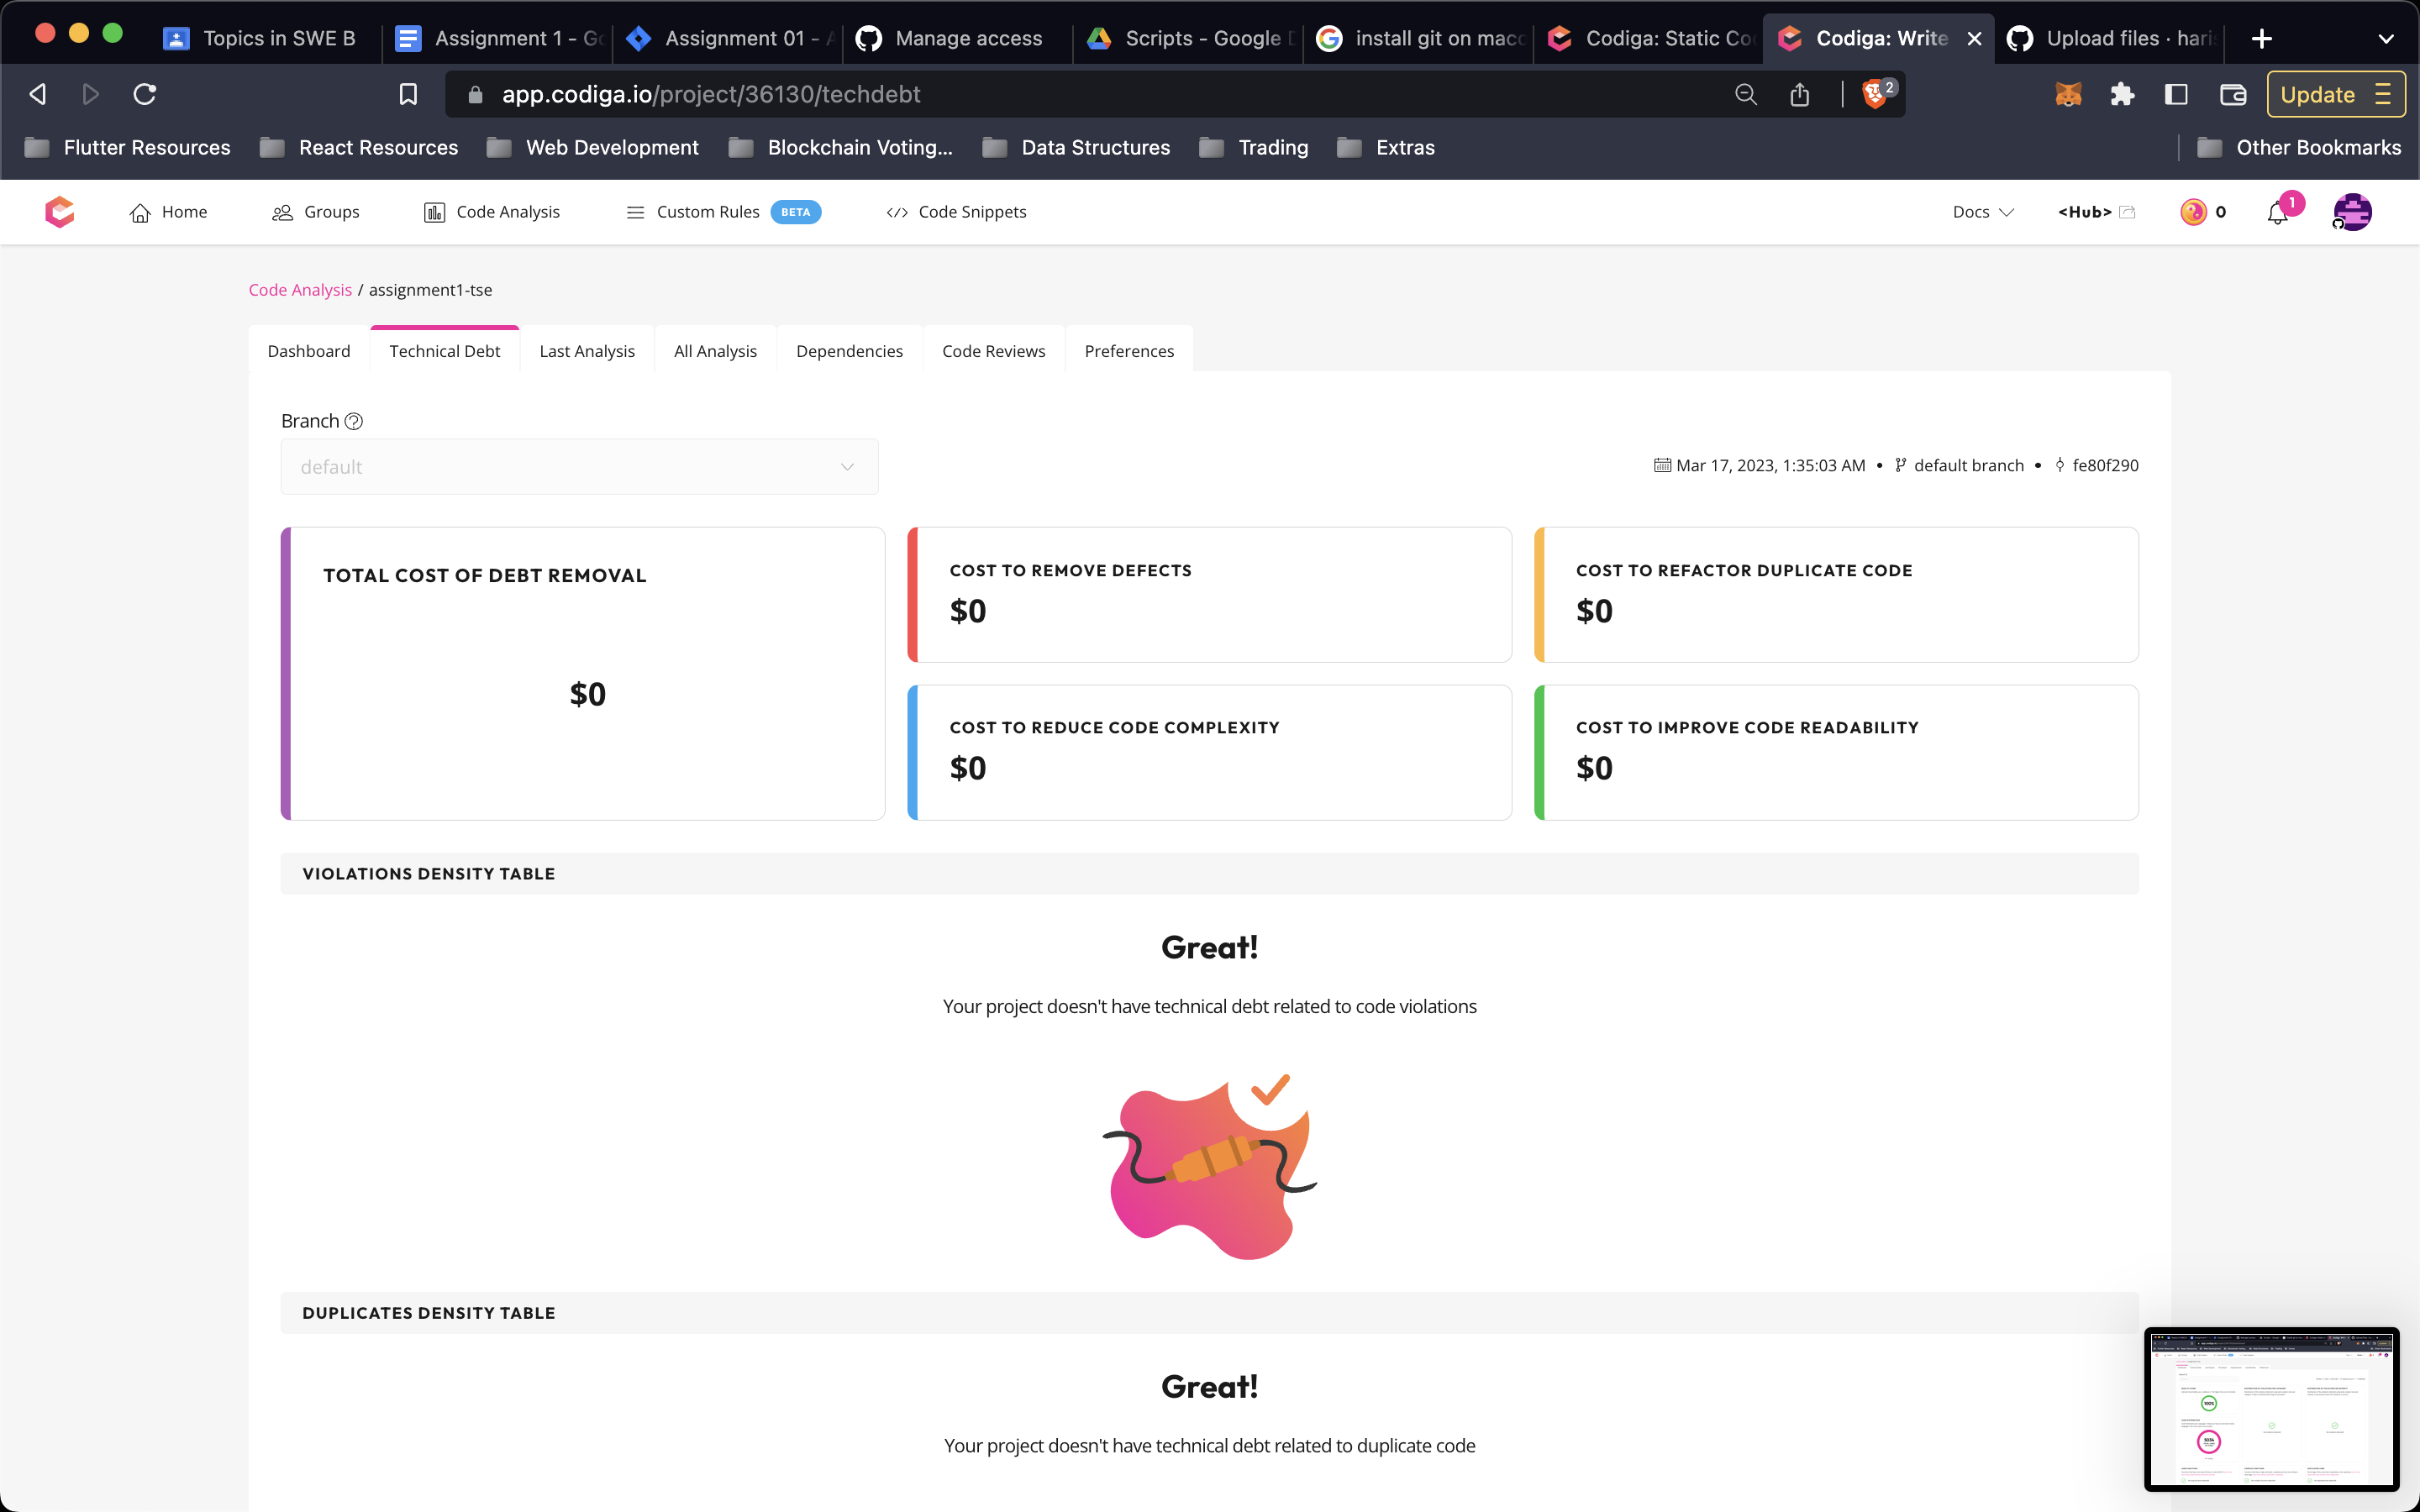 Topics in SWE B
Assignment 1 - Go
Assignment 01 - A
Manage access
Scripts - Google D
install git on macc
Codiga: Static Co
Codiga: Write
Upload files · haris
app.codiga.io/project/36130/techdebt
2
Update
Flutter Resources
React Resources
Web Development
Blockchain Voting...
Data Structures
Trading
Extras
Other Bookmarks
Home
Groups
Code Analysis
Custom Rules BETA
</> Code Snippets
Docs
<Hub>
0
1
Code Analysis / assignment1-tse
Dashboard
Technical Debt
Last Analysis
All Analysis
Dependencies
Code Reviews
Preferences
Branch
default
Mar 17, 2023, 1:35:03 AM • default branch • fe80f290
TOTAL COST OF DEBT REMOVAL
$0
COST TO REMOVE DEFECTS
$0
COST TO REFACTOR DUPLICATE CODE
$0
COST TO REDUCE CODE COMPLEXITY
$0
COST TO IMPROVE CODE READABILITY
$0
VIOLATIONS DENSITY TABLE
Great!
Your project doesn't have technical debt related to code violations
DUPLICATES DENSITY TABLE
Great!
Your project doesn't have technical debt related to duplicate code
100%